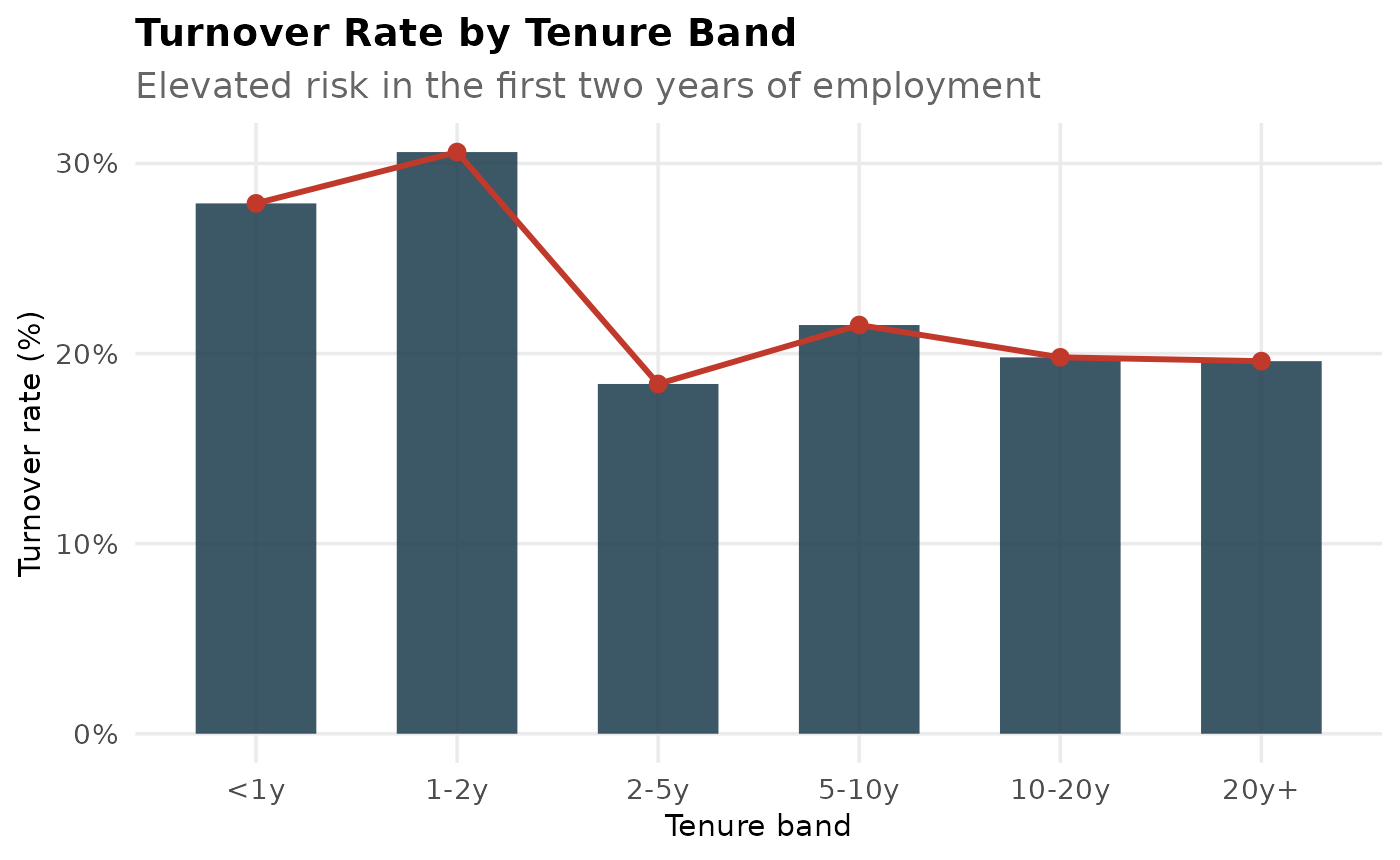 Turnover Rate by Tenure Band
Elevated risk in the first two years of employment
Turnover rate (%)
30%
20%
10%
0%
<1y
1-2y
2-5y
5-10y
10-20y
20y+
Tenure band